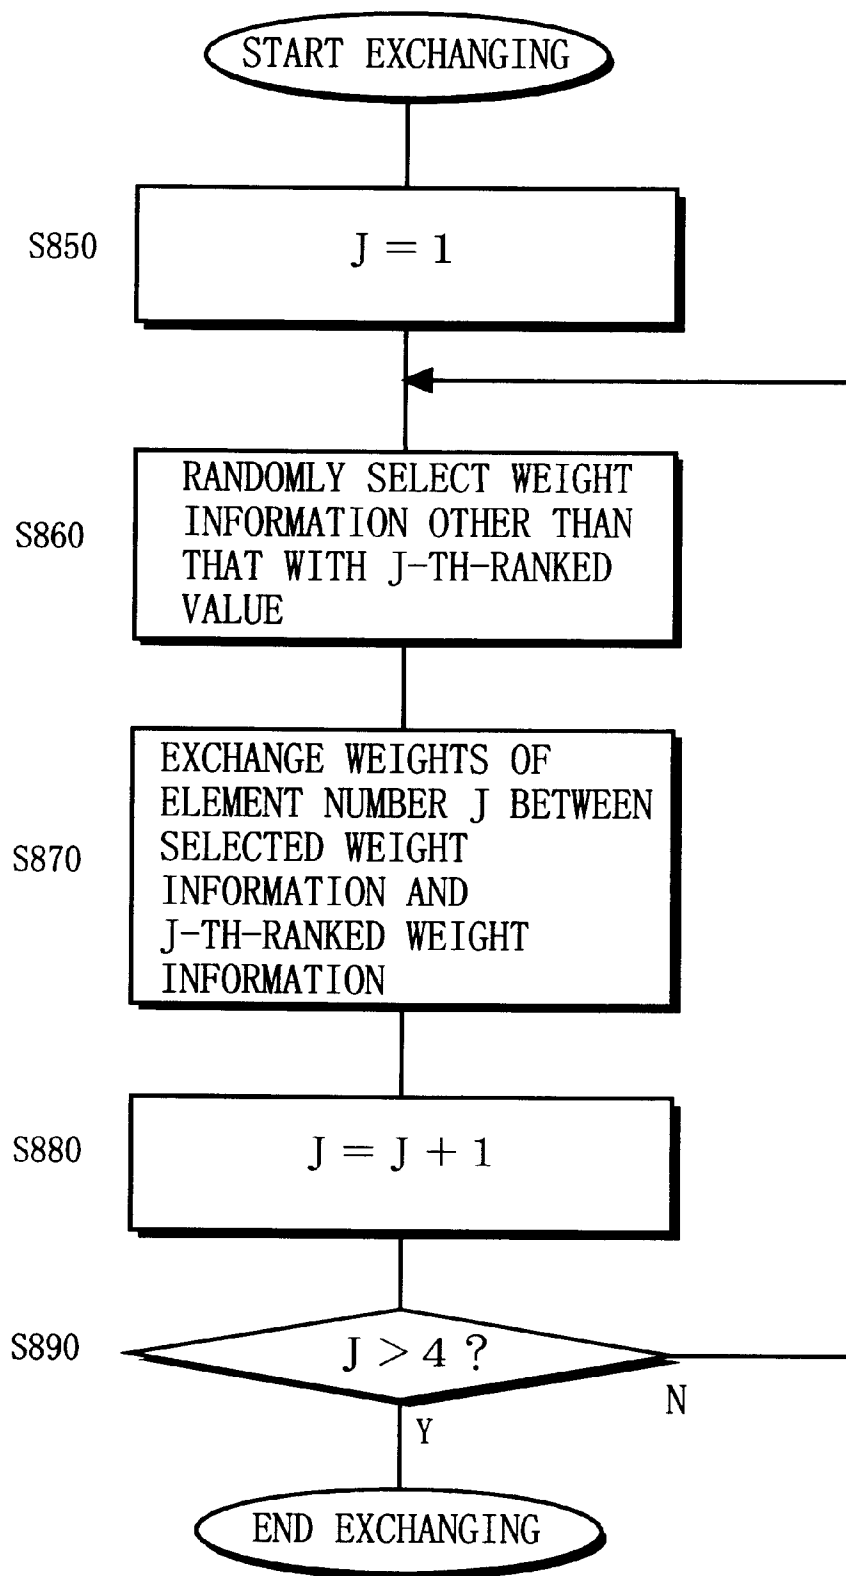 START EXCHANGING
S850
J = 1
S860
RANDOMLY SELECT WEIGHT
INFORMATION OTHER THAN
THAT WITH J-TH-RANKED
VALUE
S870
EXCHANGE WEIGHTS OF
ELEMENT NUMBER J BETWEEN
SELECTED WEIGHT
INFORMATION AND
J-TH-RANKED WEIGHT
INFORMATION
S880
J = J + 1
S890
J > 4 ?
N
Y
END EXCHANGING